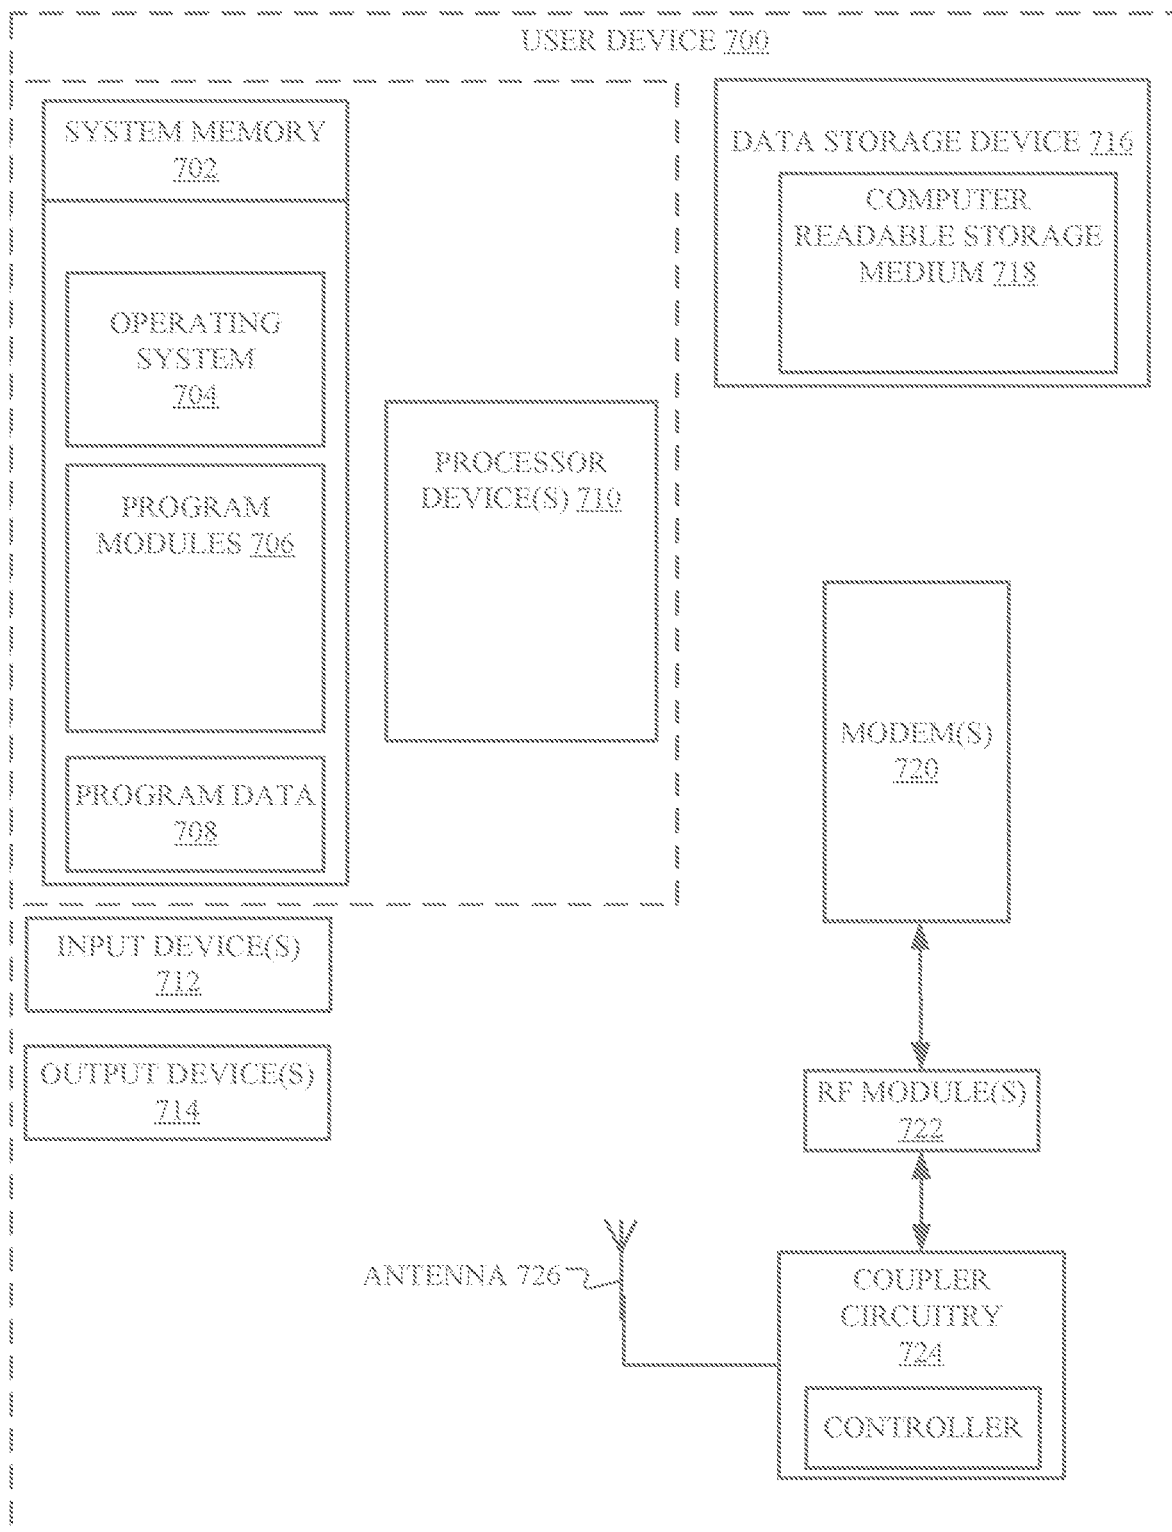 USER DEVICE 700
SYSTEM MEMORY
702
OPERATING
SYSTEM
704
PROGRAM
MODULES 706
PROGRAM DATA
708
PROCESSOR
DEVICE(S) 710
DATA STORAGE DEVICE 716
COMPUTER
READABLE STORAGE
MEDIUM 718
INPUT DEVICE(S)
712
OUTPUT DEVICE(S)
714
MODEM(S)
720
RF MODULE(S)
722
ANTENNA 726
COUPLER
CIRCUITRY
724
CONTROLLER